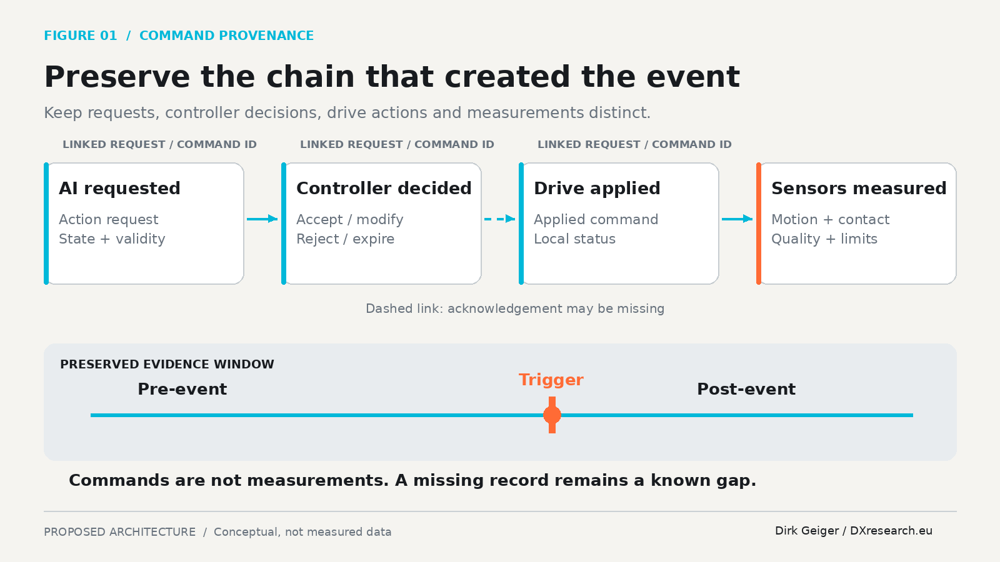 FIGURE 01 / COMMAND PROVENANCE
Preserve the chain that created the event
Keep requests, controller decisions, drive actions and measurements distinct.
LINKED REQUEST / COMMAND ID
AI requested
Action request
State + validity
LINKED REQUEST / COMMAND ID
Controller decided
Accept / modify
Reject / expire
LINKED REQUEST / COMMAND ID
Drive applied
Applied command
Local status
Sensors measured
Motion + contact
Quality + limits
Dashed link: acknowledgement may be missing
PRESERVED EVIDENCE WINDOW
Pre-event
Trigger
Post-event
Commands are not measurements. A missing record remains a known gap.
PROPOSED ARCHITECTURE / Conceptual, not measured data
Dirk Geiger / DXresearch.eu